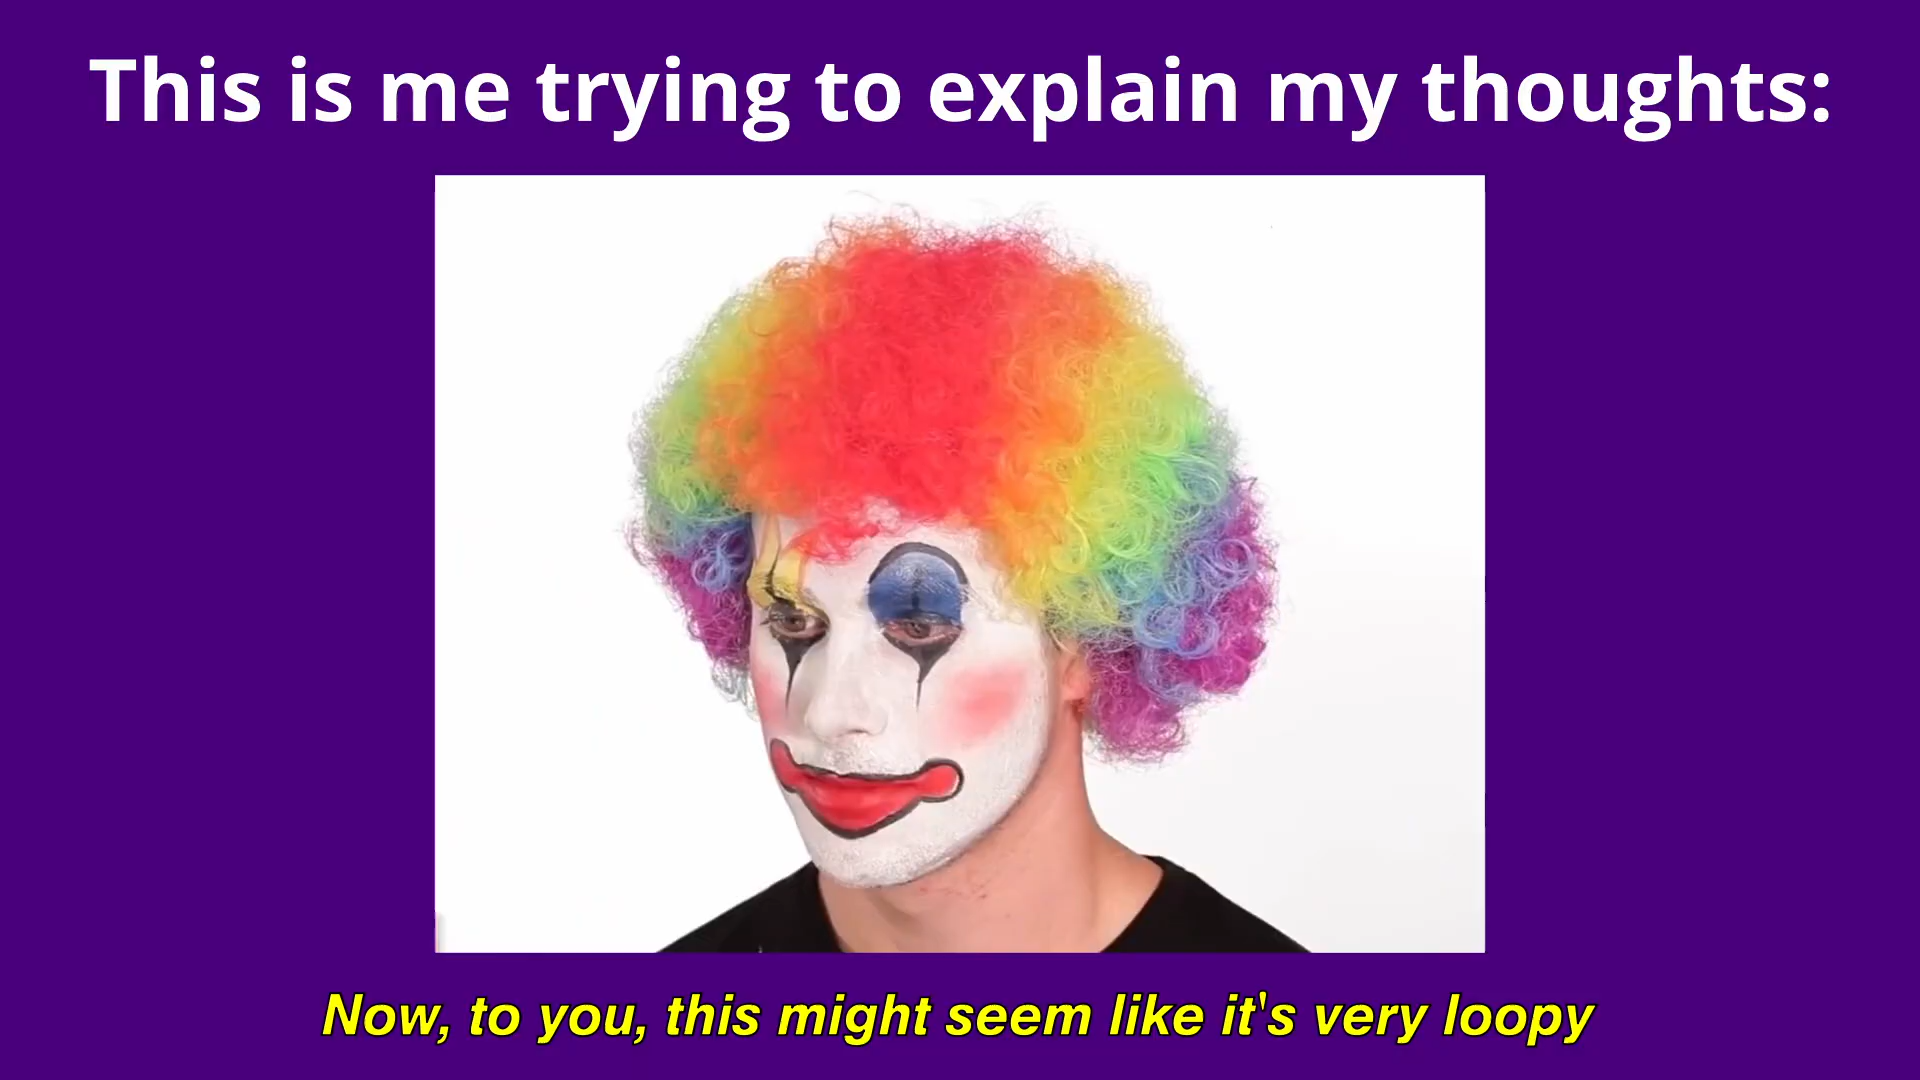 This is me trying to explain my thoughts:
Now, to you, this might seem like it's very loopy